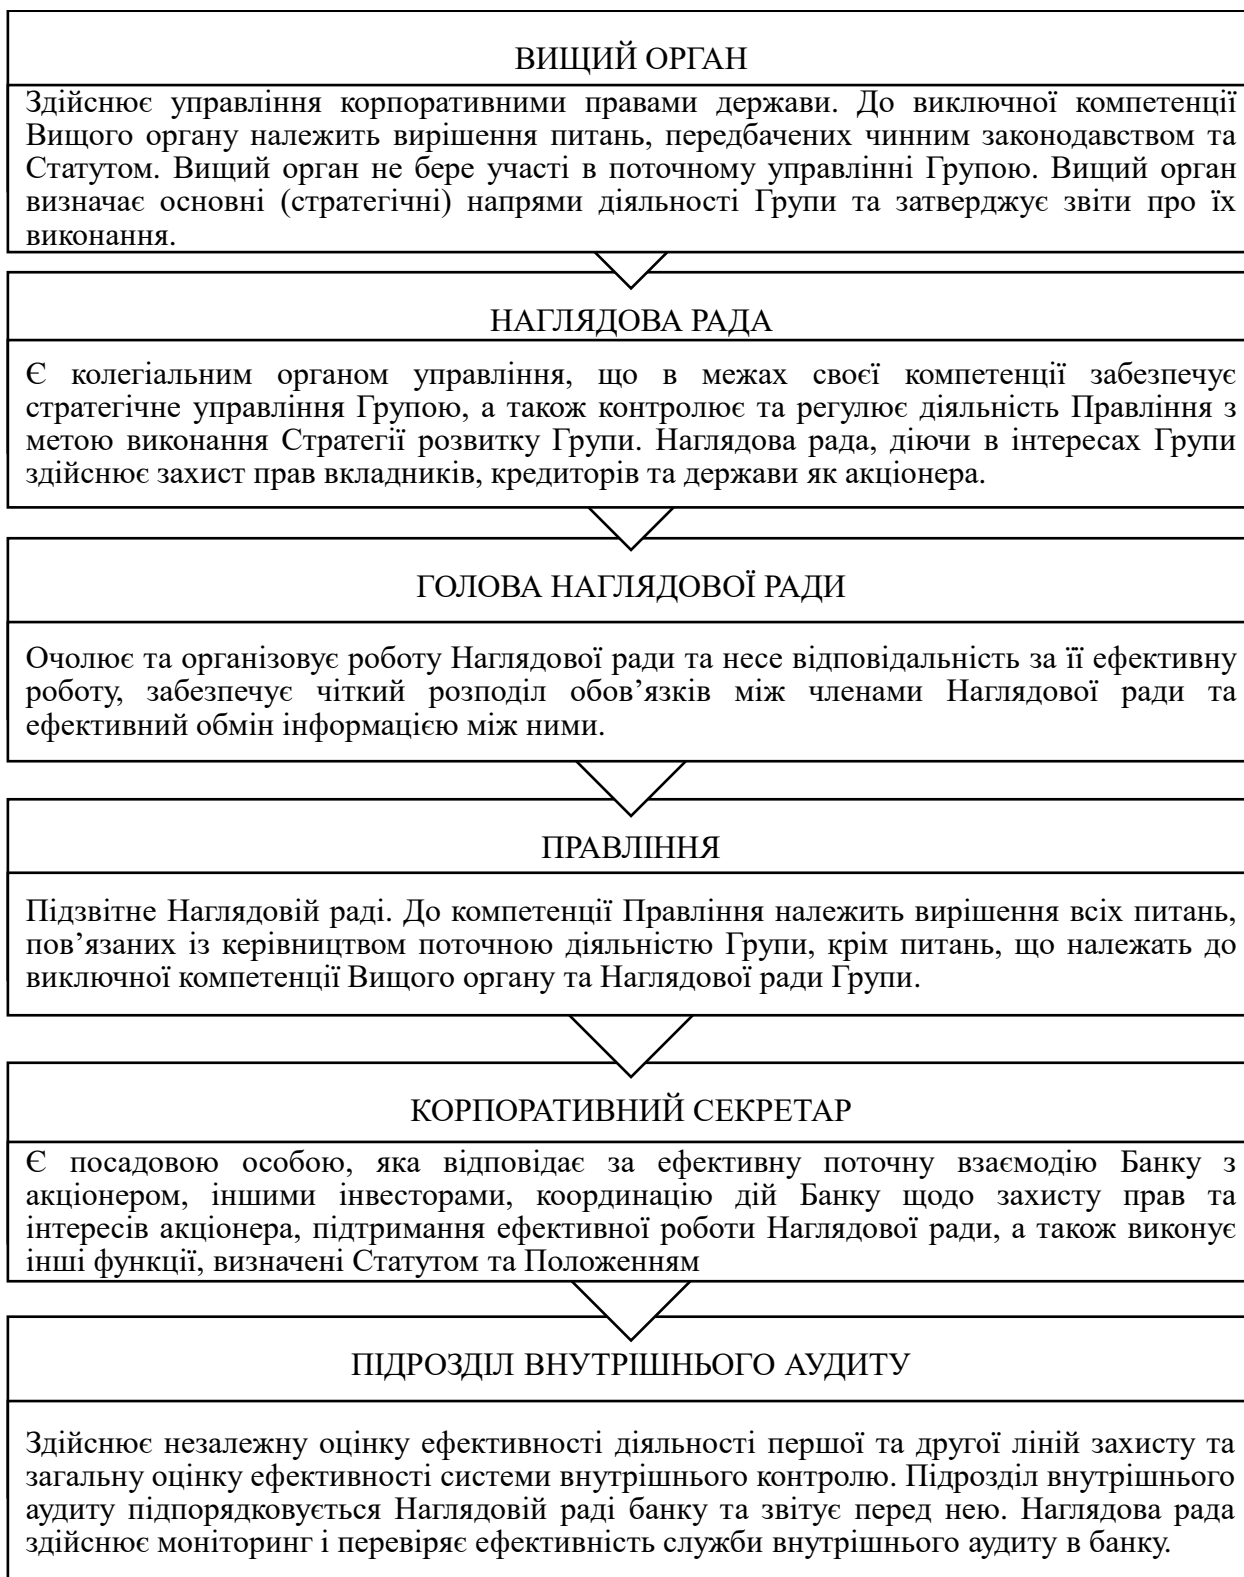 ВИЩИЙ ОРГАН
Здійснює управління корпоративними правами держави. До виключної компетенції
Вищого органу належить вирішення питань, передбачених чинним законодавством та
Статутом. Вищий орган не бере участі в поточному управлінні Групою. Вищий орган
визначає основні (стратегічні) напрями діяльності Групи та затверджує звіти про їх
виконання.
НАГЛЯДОВА РАДА
Є колегіальним органом управління, що в межах своєї компетенції забезпечує
стратегічне управління Групою, а також контролює та регулює діяльність Правління з
метою виконання Стратегії розвитку Групи. Наглядова рада, діючи в інтересах Групи
здійснює захист прав вкладників, кредиторів та держави як акціонера.
ГОЛОВА НАГЛЯДОВОЇ РАДИ
Очолює та організовує роботу Наглядової ради та несе відповідальність за її ефективну
роботу, забезпечує чіткий розподіл обов’язків між членами Наглядової ради та
ефективний обмін інформацією між ними.
ПРАВЛІННЯ
Підзвітне Наглядовій раді. До компетенції Правління належить вирішення всіх питань,
пов’язаних із керівництвом поточною діяльністю Групи, крім питань, що належать до
виключної компетенції Вищого органу та Наглядової ради Групи.
КОРПОРАТИВНИЙ СЕКРЕТАР
Є посадовою особою, яка відповідає за ефективну поточну взаємодію Банку з
акціонером, іншими інвесторами, координацію дій Банку щодо захисту прав та
інтересів акціонера, підтримання ефективної роботи Наглядової ради, а також виконує
інші функції, визначені Статутом та Положенням
ПІДРОЗДІЛ ВНУТРІШНЬОГО АУДИТУ
Здійснює незалежну оцінку ефективності діяльності першої та другої ліній захисту та
загальну оцінку ефективності системи внутрішнього контролю. Підрозділ внутрішнього
аудиту підпорядковується Наглядовій раді банку та звітує перед нею. Наглядова рада
здійснює моніторинг і перевіряє ефективність служби внутрішнього аудиту в банку.